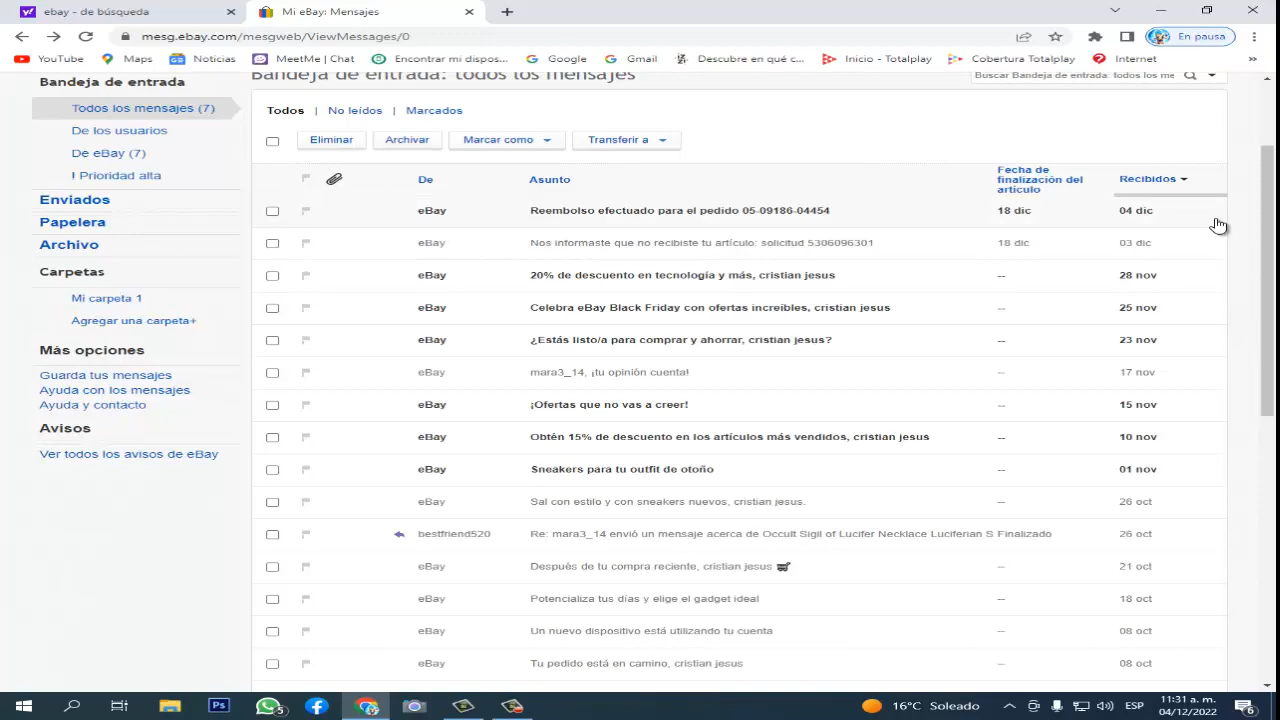 ebay - de búsqueda
Mi eBay: Mensajes
mesg.ebay.com/mesgweb/ViewMessages/0
En pausa
YouTube
Maps
Noticias
MeetMe | Chat
Encontrar mi dispos...
Google
Gmail
Descubre en qué c...
Inicio - Totalplay
Cobertura Totalplay
Internet
Bandeja de entrada
Todos los mensajes (7)
De los usuarios
De eBay (7)
! Prioridad alta
Enviados
Papelera
Archivo
Carpetas
Mi carpeta 1
Agregar una carpeta+
Más opciones
Guarda tus mensajes
Ayuda con los mensajes
Ayuda y contacto
Avisos
Ver todos los avisos de eBay
Bandeja de entrada: todos los mensajes
Buscar Bandeja de entrada: todos los me
Todos | No leídos | Marcados
Eliminar Archivar Marcar como Transferir a
De Asunto Fecha de finalización del artículo Recibidos
eBay Reembolso efectuado para el pedido 05-09186-04454 18 dic 04 dic
eBay Nos informaste que no recibiste tu artículo: solicitud 5306096301 18 dic 03 dic
eBay 20% de descuento en tecnología y más, cristian jesus -- 28 nov
eBay Celebra eBay Black Friday con ofertas increíbles, cristian jesus -- 25 nov
eBay ¿Estás listo/a para comprar y ahorrar, cristian jesus? -- 23 nov
eBay mara3_14, ¡tu opinión cuenta! -- 17 nov
eBay ¡Ofertas que no vas a creer! -- 15 nov
eBay Obtén 15% de descuento en los artículos más vendidos, cristian jesus -- 10 nov
eBay Sneakers para tu outfit de otoño -- 01 nov
eBay Sal con estilo y con sneakers nuevos, cristian jesus. -- 26 oct
bestfriend520 Re: mara3_14 envió un mensaje acerca de Occult Sigil of Lucifer Necklace Luciferian S Finalizado 26 oct
eBay Después de tu compra reciente, cristian jesus -- 21 oct
eBay Potencializa tus días y elige el gadget ideal -- 18 oct
eBay Un nuevo dispositivo está utilizando tu cuenta -- 08 oct
eBay Tu pedido está en camino, cristian jesus -- 08 oct
Ps
5
16°C Soleado
ESP
11:31 a. m.
04/12/2022
6